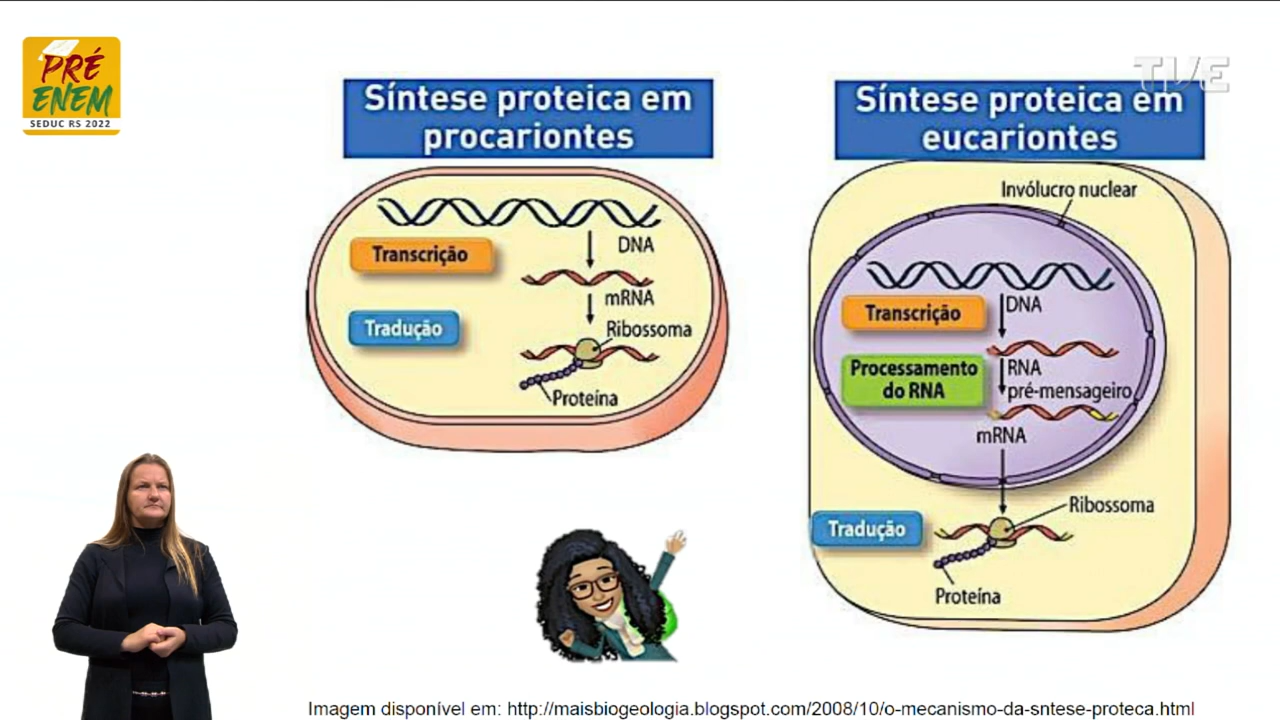 PRÉ
ENEM
SEDUC RS 2022
TVE
Síntese proteica em
procariontes
Transcrição
DNA
mRNA
Tradução
Ribossoma
Proteína
Síntese proteica em
eucariontes
Invólucro nuclear
Transcrição
DNA
Processamento
do RNA
RNA
pré-mensageiro
mRNA
Ribossoma
Tradução
Proteína
Imagem disponível em: http://maisbiogeologia.blogspot.com/2008/10/o-mecanismo-da-sntese-proteca.html